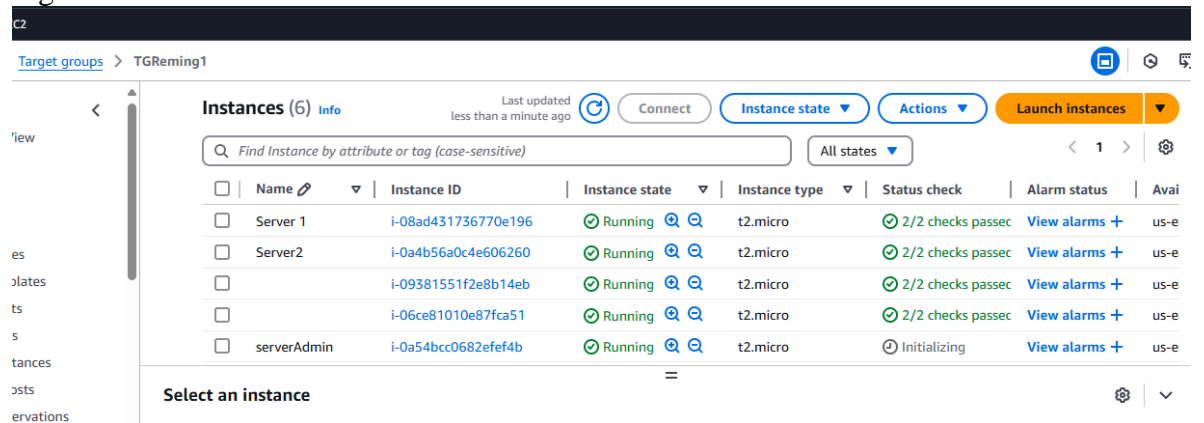 Target groups > TGReming1
Instances (6) Info
Last updated
less than a minute ago
Connect
Instance state
Actions
Launch instances
Find Instance by attribute or tag (case-sensitive)
All states
1
Name Instance ID Instance state Instance type Status check Alarm status Avai
Server 1 i-08ad431736770e196 Running t2.micro 2/2 checks passec View alarms + us-e
Server2 i-0a4b56a0c4e606260 Running t2.micro 2/2 checks passec View alarms + us-e
i-09381551f2e8b14eb Running t2.micro 2/2 checks passec View alarms + us-e
i-06ce81010e87fca51 Running t2.micro 2/2 checks passec View alarms + us-e
serverAdmin i-0a54bcc0682efef4b Running t2.micro Initializing View alarms + us-e
Select an instance
iew
es
plates
ts
s
tances
osts
ervations